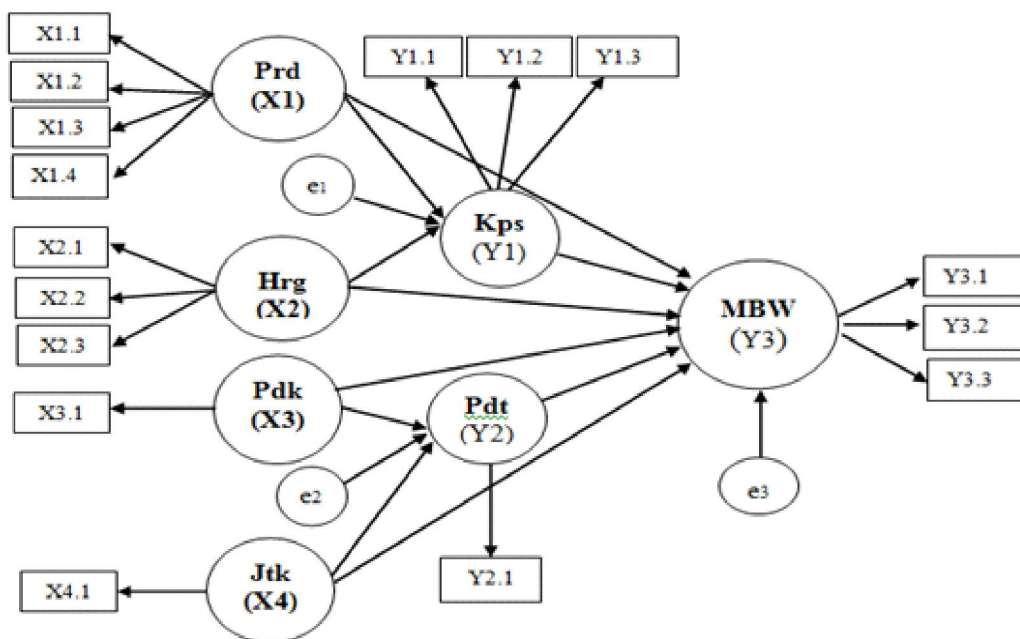 X1.1
X1.2
X1.3
X1.4
Prd
(X1)
Y1.1
Y1.2
Y1.3
e1
Kps
(Y1)
X2.1
X2.2
X2.3
Hrg
(X2)
MBW
(Y3)
Y3.1
Y3.2
Y3.3
X3.1
Pdk
(X3)
Pdt
(Y2)
e2
e3
X4.1
Jtk
(X4)
Y2.1